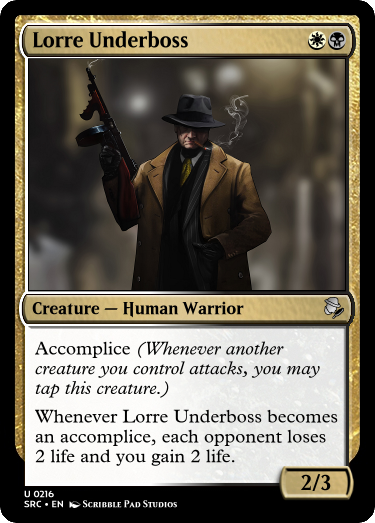 Lorre Underboss
Creature — Human Warrior
Accomplice (Whenever another
creature you control attacks, you may
tap this creature.)
Whenever Lorre Underboss becomes
an accomplice, each opponent loses
2 life and you gain 2 life.
2/3
U 0216
SRC • EN Scribble Pad Studios